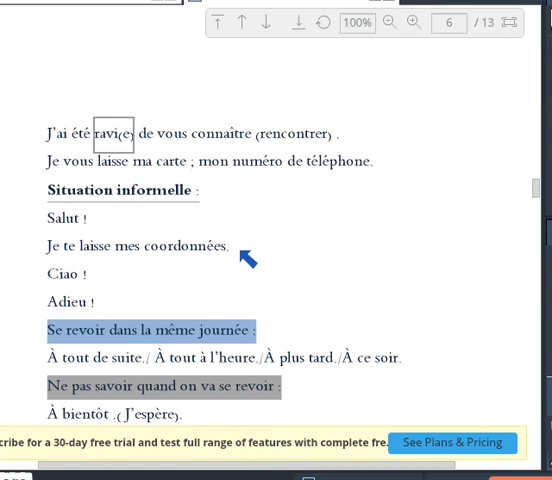 100%
6 / 13
J'ai été ravi(e) de vous connaître (rencontrer) .
Je vous laisse ma carte ; mon numéro de téléphone.
Situation informelle :
Salut !
Je te laisse mes coordonnées.
Ciao !
Adieu !
Se revoir dans la même journée :
À tout de suite./ À tout à l'heure./À plus tard./À ce soir.
Ne pas savoir quand on va se revoir :
À bientôt .( J'espère).
cribe for a 30-day free trial and test full range of features with complete fre. See Plans & Pricing